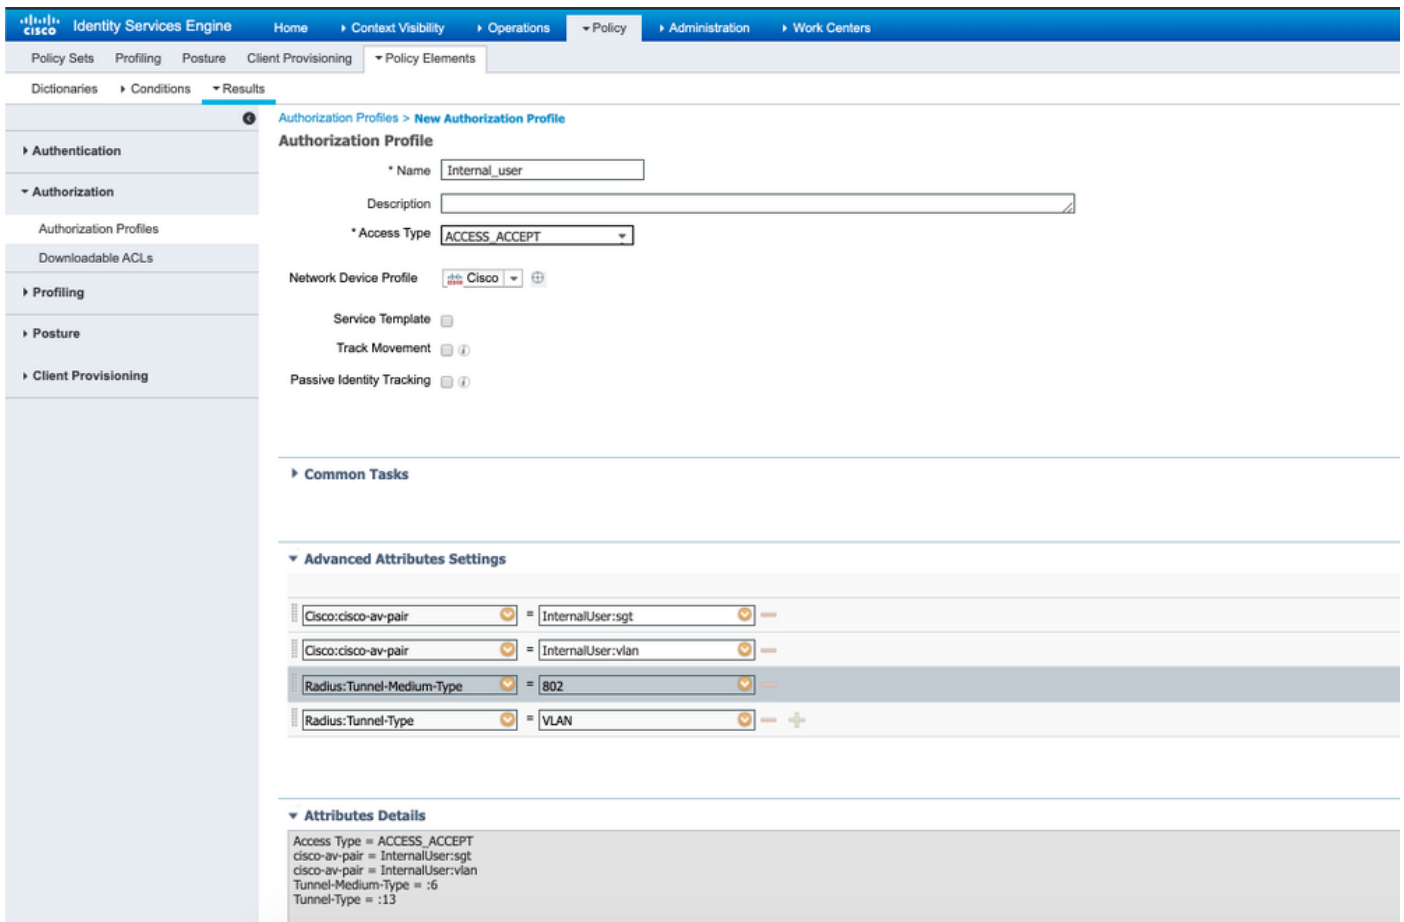 cisco Identity Services Engine Home Context Visibility Operations Policy Administration Work Centers
Policy Sets Profiling Posture Client Provisioning Policy Elements
Dictionaries Conditions Results
Authentication
Authorization
Authorization Profiles
Downloadable ACLs
Profiling
Posture
Client Provisioning
Authorization Profiles > New Authorization Profile
Authorization Profile
* Name Internal_user
Description
* Access Type ACCESS_ACCEPT
Network Device Profile Cisco
Service Template
Track Movement i
Passive Identity Tracking i
Common Tasks
Advanced Attributes Settings
Cisco:cisco-av-pair = InternalUser:sgt
Cisco:cisco-av-pair = InternalUser:vlan
Radius:Tunnel-Medium-Type = 802
Radius:Tunnel-Type = VLAN
Attributes Details
Access Type = ACCESS_ACCEPT
cisco-av-pair = InternalUser:sgt
cisco-av-pair = InternalUser:vlan
Tunnel-Medium-Type = :6
Tunnel-Type = :13